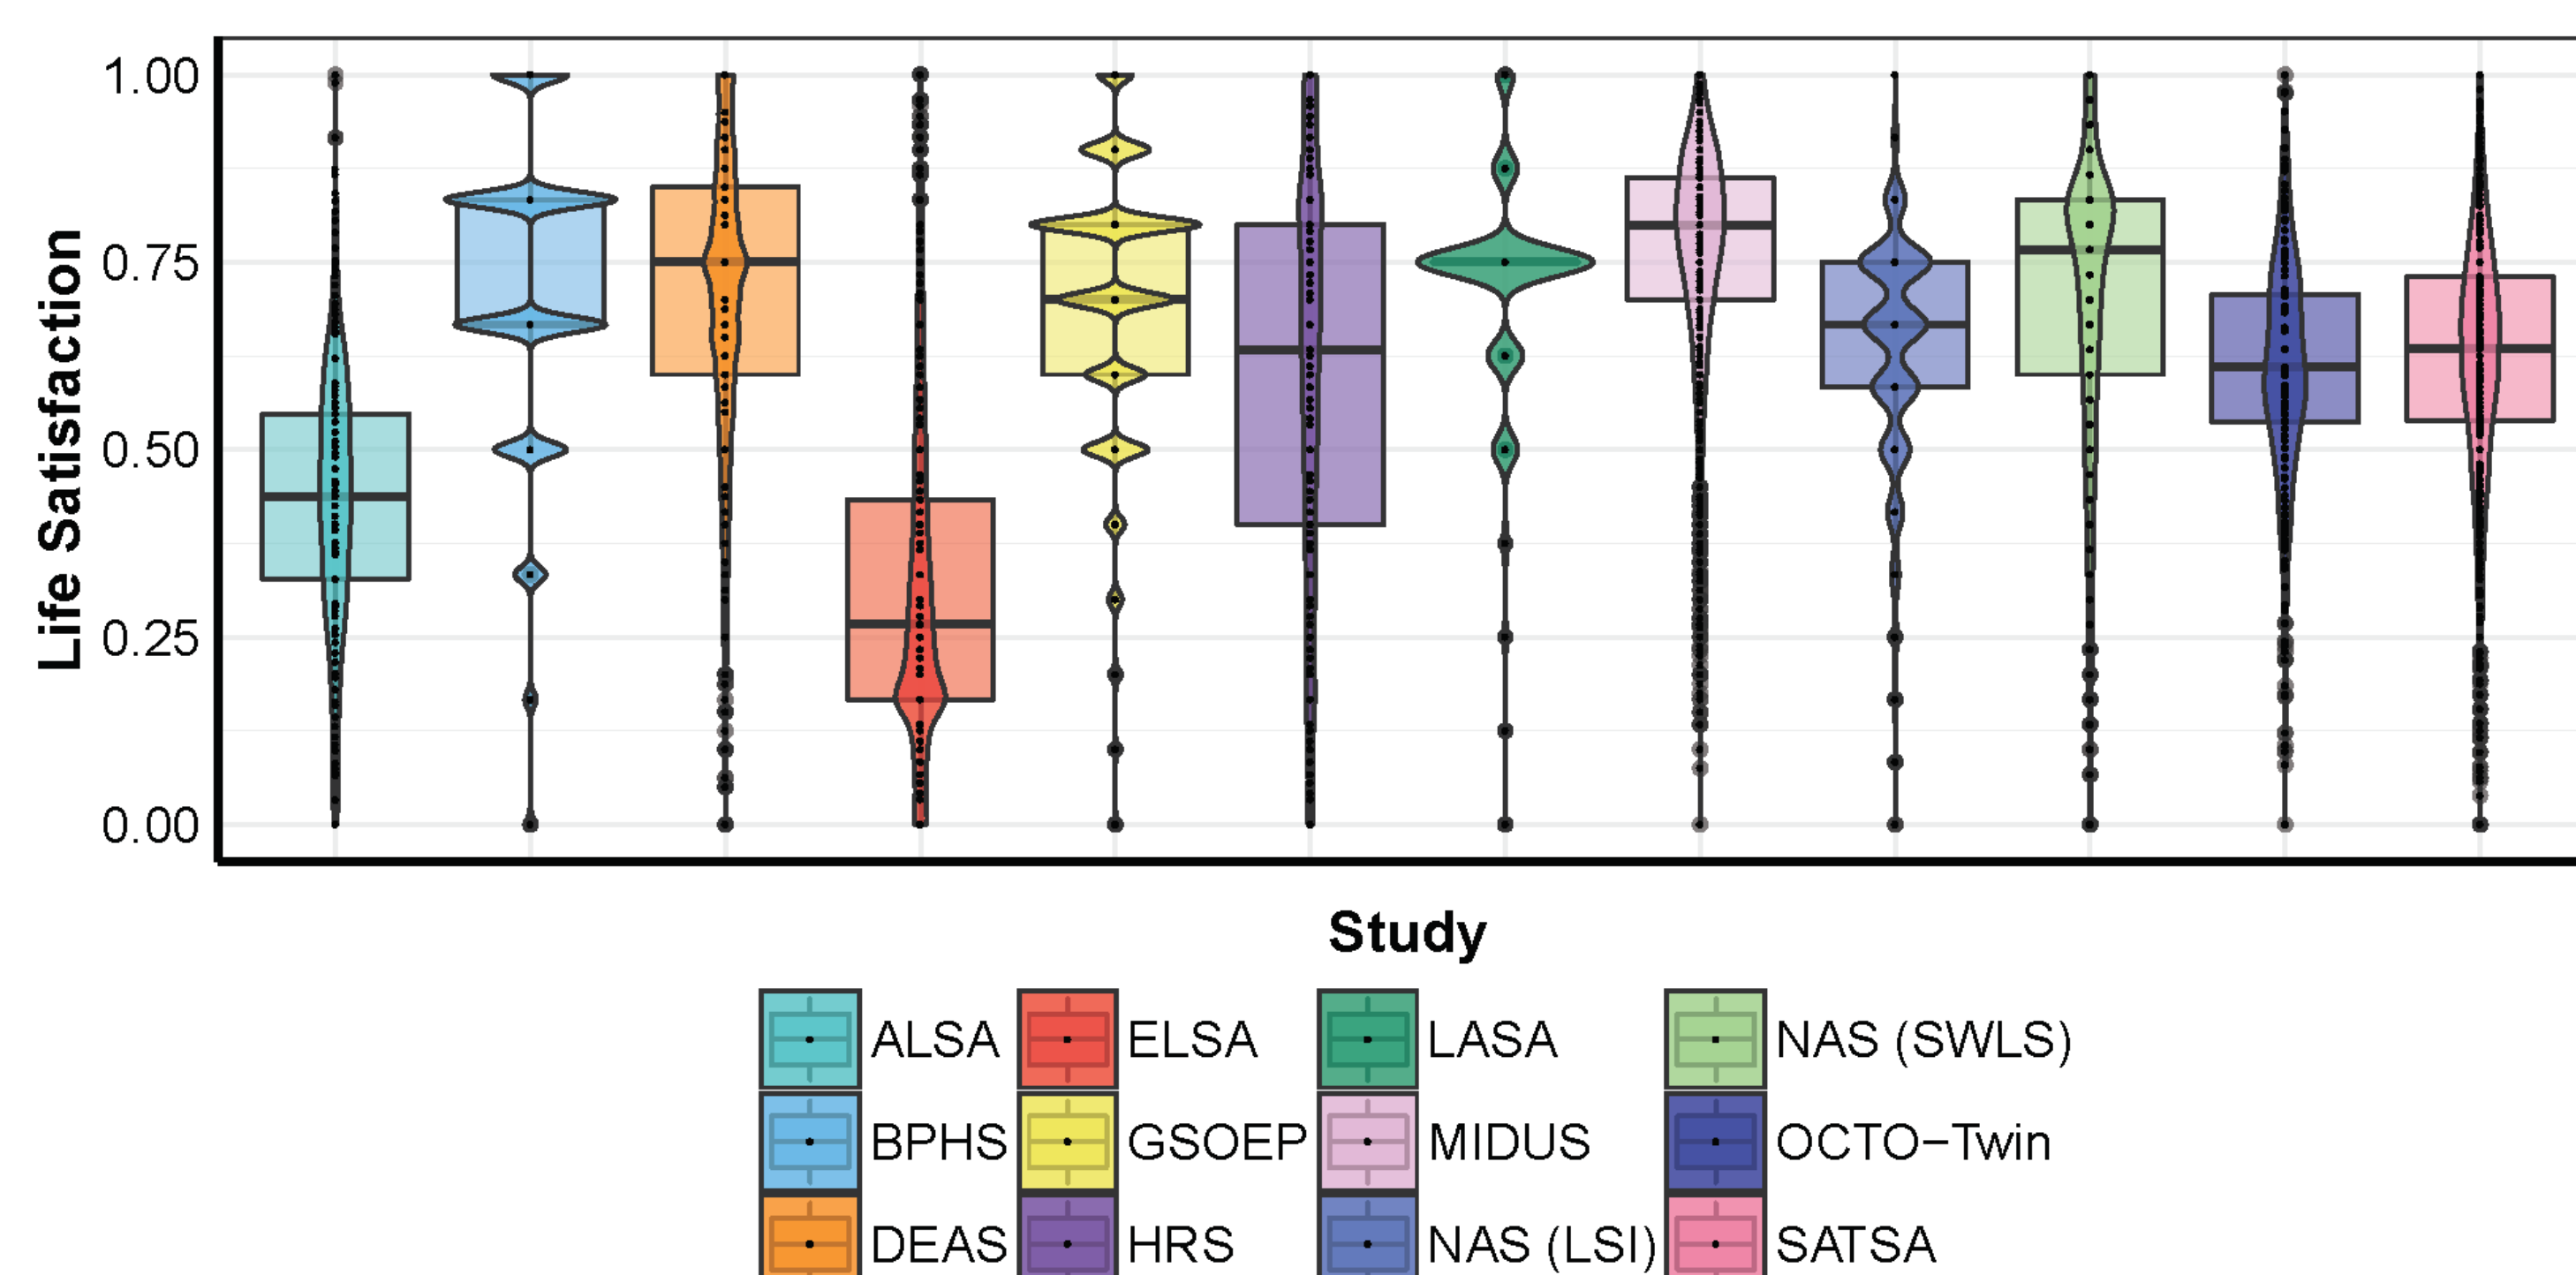 Life Satisfaction
1.00
0.75
0.50
0.25
0.00
Study
ALSA
ELSA
LASA
NAS (SWLS)
BPHS
GSOEP
MIDUS
OCTO−Twin
DEAS
HRS
NAS (LSI)
SATSA